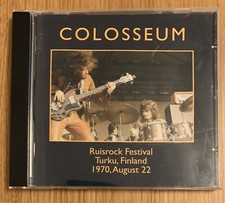 COLOSSEUM
Ruisrock Festival
Turku, Finland
1970, August 22